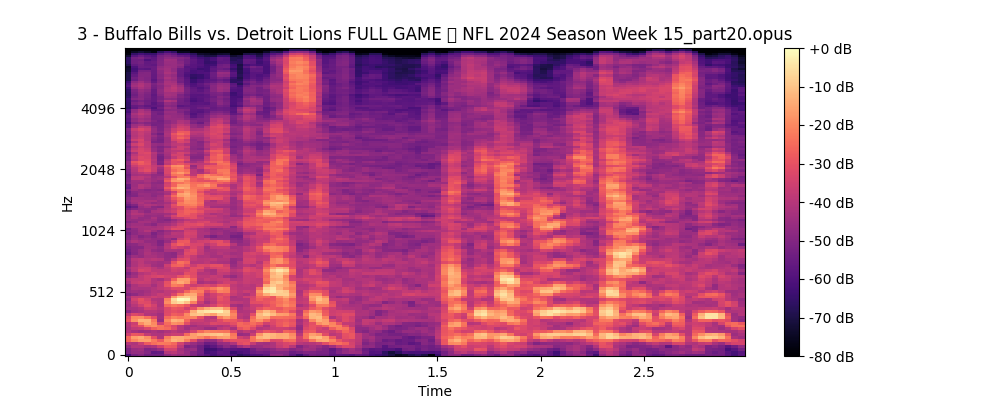 3 - Buffalo Bills vs. Detroit Lions FULL GAME ▯ NFL 2024 Season Week 15_part20.opus
+0 dB
-10 dB
-20 dB
-30 dB
-40 dB
-50 dB
-60 dB
-70 dB
-80 dB
4096
2048
1024
512
0
Hz
0
0.5
1
1.5
2
2.5
Time